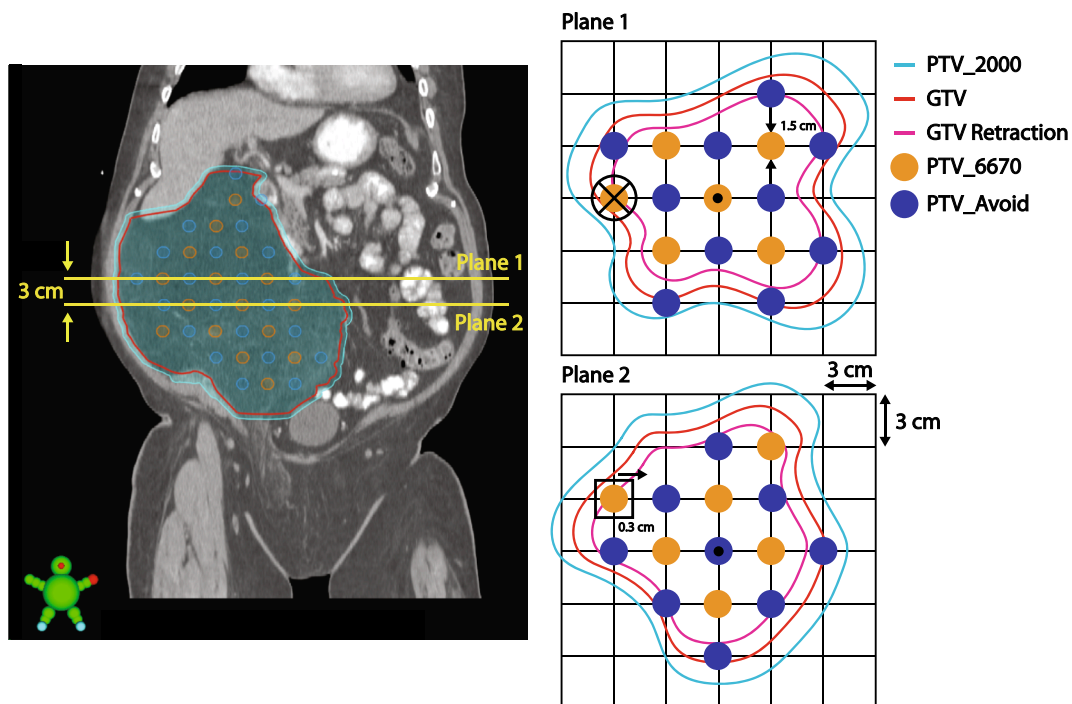 Plane 1
PTV_2000
GTV
GTV Retraction
PTV_6670
PTV_Avoid
1.5 cm
Plane 1
3 cm
Plane 2
Plane 2
3 cm
3 cm
0.3 cm